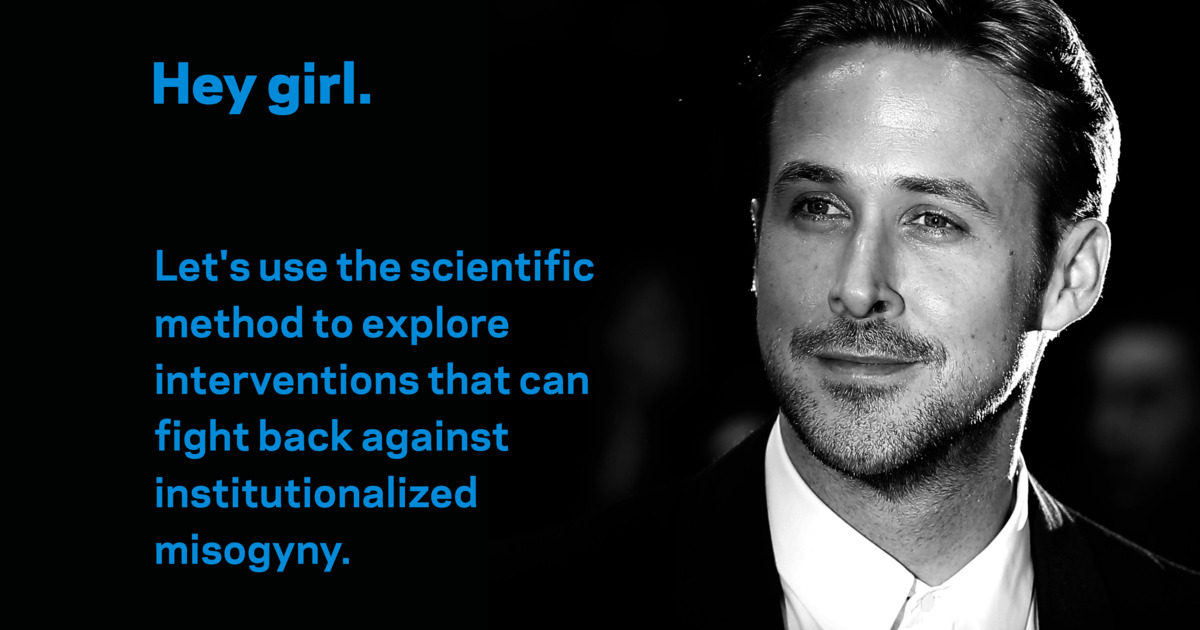 Hey girl.
Let's use the scientific
method to explore
interventions that can
fight back against
institutionalized
misogyny.